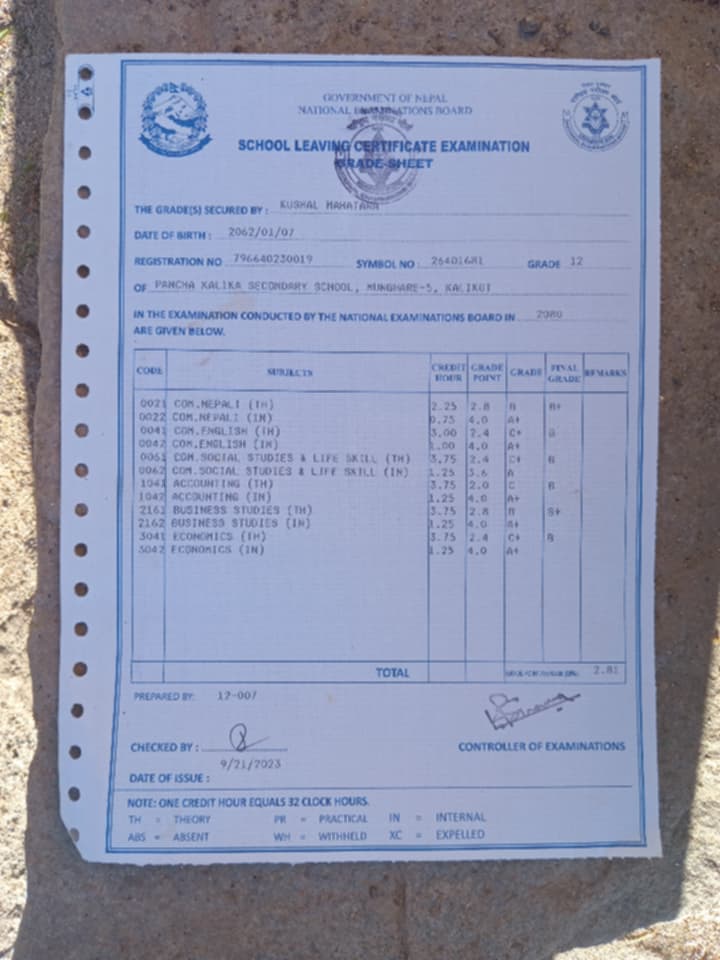 GOVERNMENT OF NEPAL
NATIONAL EXAMINATIONS BOARD
SCHOOL LEAVING CERTIFICATE EXAMINATION
GRADE-SHEET
THE GRADE(S) SECURED BY : KUSHAL MAHATARA
DATE OF BIRTH : 2062/01/07
REGISTRATION NO 796640230019 SYMBOL NO : 26401681 GRADE 12
OF PANCHA KALIKA SECONDARY SCHOOL, MUMGHARE-5, KALIKOT
IN THE EXAMINATION CONDUCTED BY THE NATIONAL EXAMINATIONS BOARD IN 2080
ARE GIVEN BELOW.
CODE SUBJECTS CREDIT HOUR GRADE POINT GRADE FINAL GRADE REMARKS
0021 COM.NEPALI (TH) 2.25 2.8 B B+
0022 COM.NEPALI (IN) 0.75 4.0 A+
0041 COM.ENGLISH (TH) 3.00 2.4 C+ B
0042 COM.ENGLISH (IN) 1.00 4.0 A+
0061 COM.SOCIAL STUDIES & LIFE SKILL (TH) 3.75 2.4 C+ B
0062 COM.SOCIAL STUDIES & LIFE SKILL (IN) 1.25 3.6 A
1041 ACCOUNTING (TH) 3.75 2.0 C B
1042 ACCOUNTING (IN) 1.25 4.0 A+
2161 BUSINESS STUDIES (TH) 3.75 2.8 B B+
2162 BUSINESS STUDIES (IN) 1.25 4.0 A+
3041 ECONOMICS (TH) 3.75 2.4 C+ B
3042 ECONOMICS (IN) 1.25 4.0 A+
TOTAL 2.81
PREPARED BY: 12-007
CHECKED BY :
CONTROLLER OF EXAMINATIONS
9/21/2023
DATE OF ISSUE :
NOTE: ONE CREDIT HOUR EQUALS 32 CLOCK HOURS.
TH = THEORY PR = PRACTICAL IN = INTERNAL
ABS = ABSENT WH = WITHHELD XC = EXPELLED